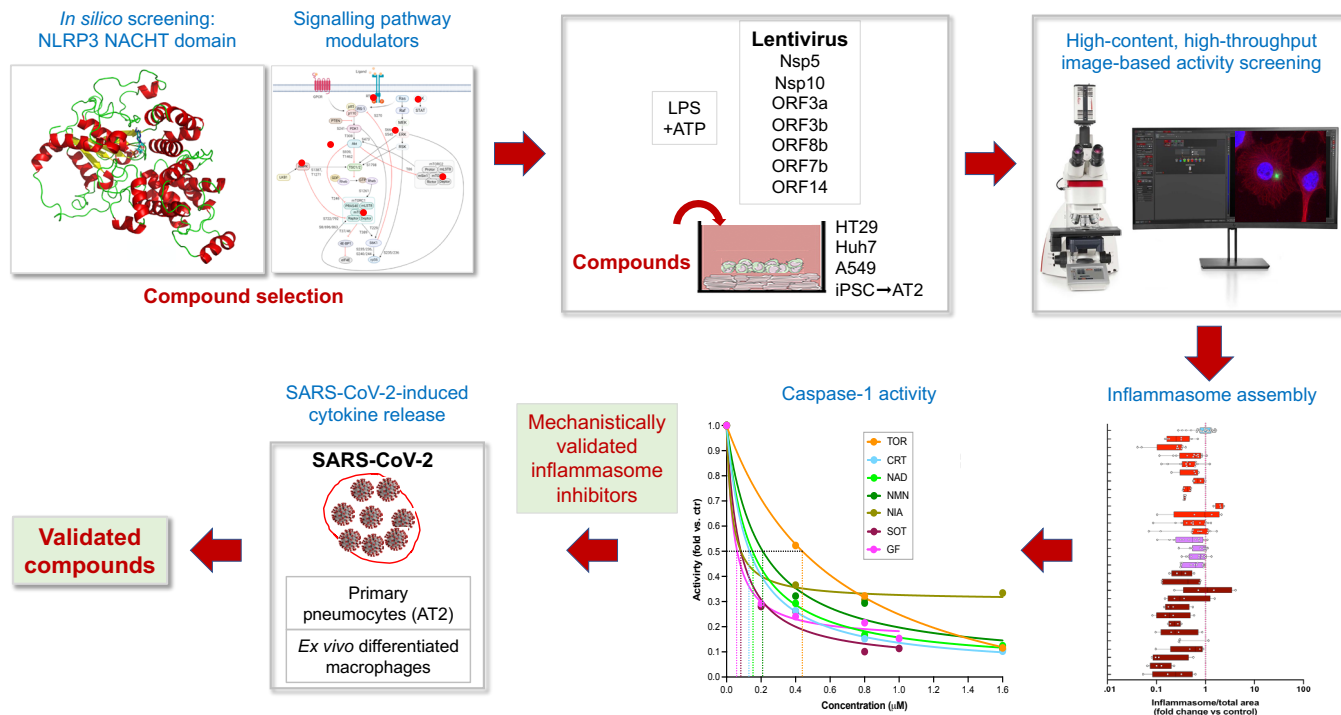 In silico screening:
NLRP3 NACHT domain
Signalling pathway
modulators
Compound selection
LPS
+ATP
Lentivirus
Nsp5
Nsp10
ORF3a
ORF3b
ORF8b
ORF7b
ORF14
Compounds
HT29
Huh7
A549
iPSC→AT2
High-content, high-throughput
image-based activity screening
Inflammasome assembly
.01
0.1
1
10
100
Inflammasome/total area
(fold change vs control)
Caspase-1 activity
Activirty (fold vs. ctr)
1.0
0.9
0.8
0.7
0.6
0.5
0.4
0.3
0.2
0.1
0.0
TOR
CRT
NAD
NMN
NIA
SOT
GF
0.0
0.2
0.4
0.8
1.0
1.6
Concentration (μM)
Mechanistically
validated
inflammasome
inhibitors
SARS-CoV-2-induced
cytokine release
SARS-CoV-2
Primary
pneumocytes (AT2)
Ex vivo differentiated
macrophages
Validated
compounds